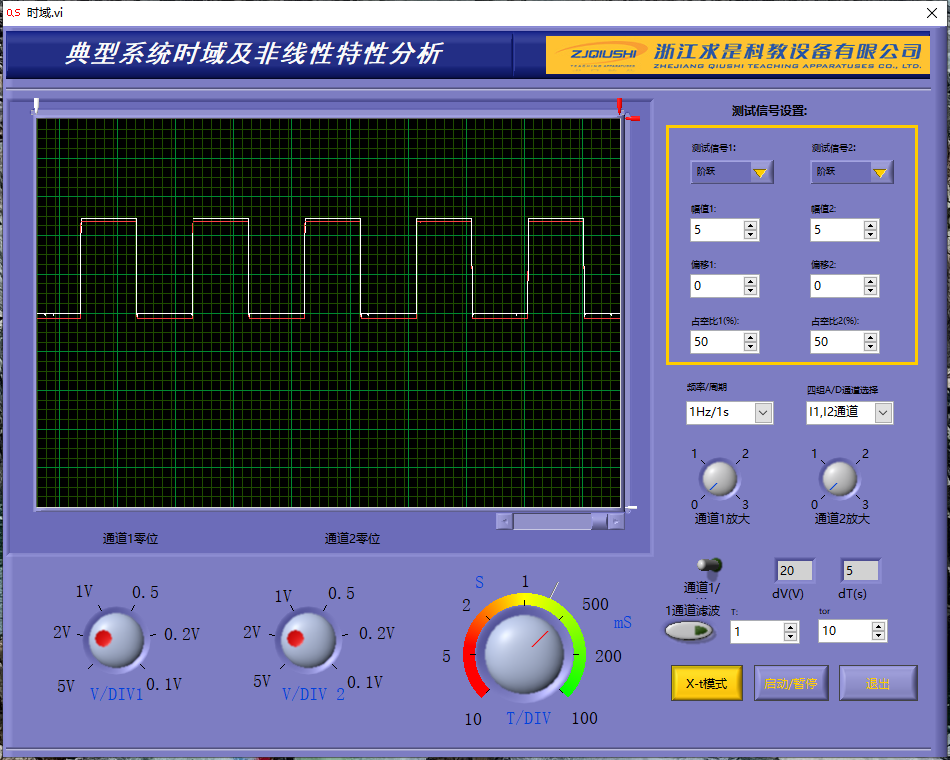 时域.vi
典型系统时域及非线性特性分析
ZJQIUSHI
浙江求是科教设备有限公司
ZHEJIANG QIUSHI TEACHING APPARATUSES CO., LTD.
测试信号设置:
测试信号1: 测试信号2:
阶跃 阶跃
幅值1: 幅值2:
5 5
偏移1: 偏移2:
0 0
占空比1(%): 占空比2(%):
50 50
频率/周期 四组A/D通道选择
1Hz/1s I1,I2通道
1 2 1 2
0 3 0 3
通道1放大 通道2放大
通道1零位 通道2零位
20 5
通道1/ dV(V) dT(s)
1通道滤波 T: tor
1 10
X-t模式 启动/暂停 退出
1V 0.5 1V 0.5 S 1
2V 0.2V 2V 0.2V 2 500 mS
5V V/DIV1 0.1V 5V V/DIV 2 0.1V 5 200
10 T/DIV 100